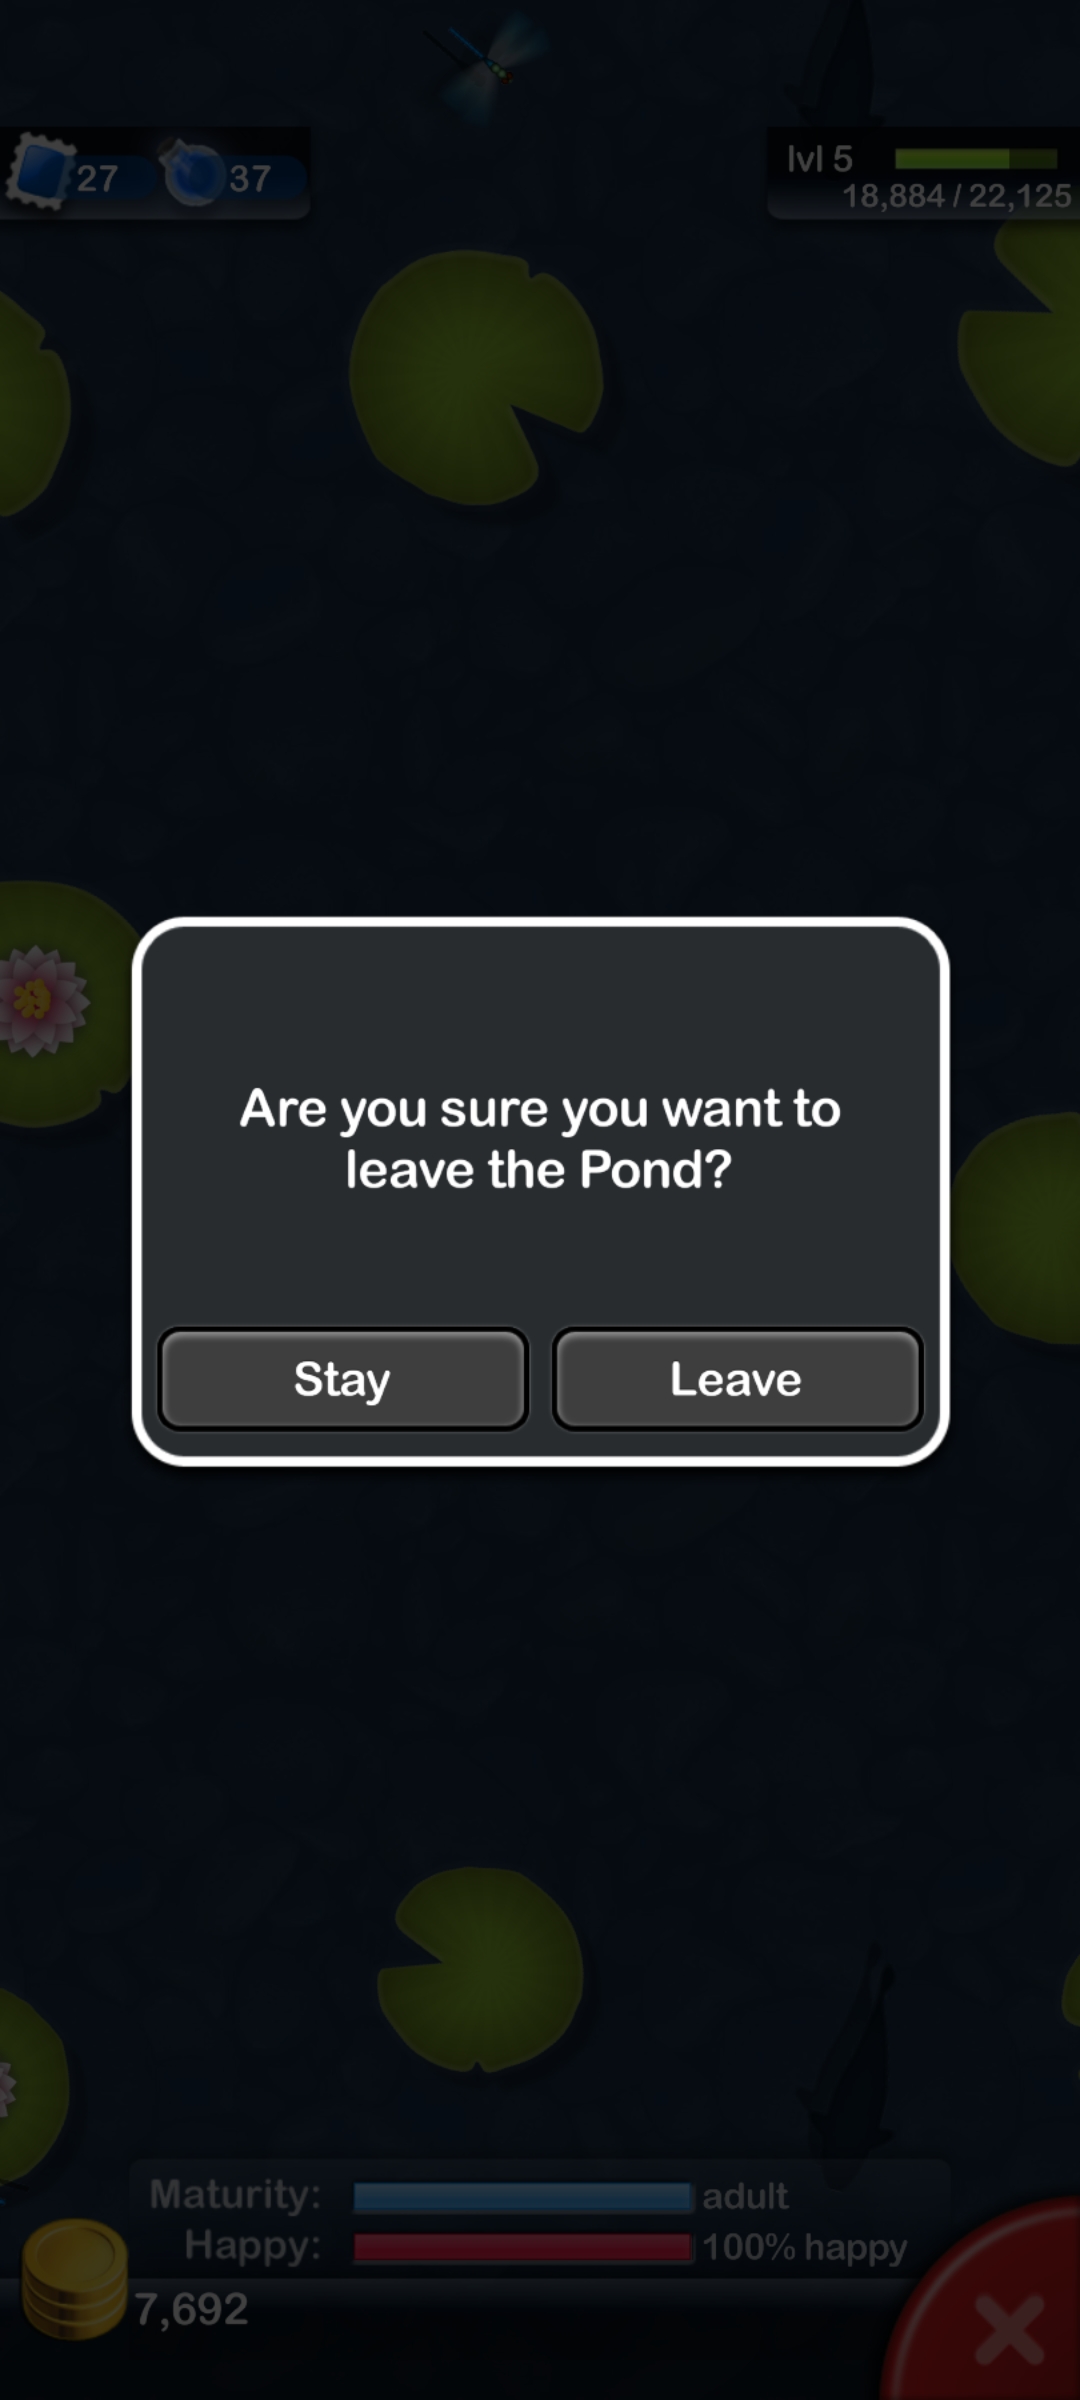 27
37
lvl 5
18,884 / 22,125
Are you sure you want to
leave the Pond?
Stay
Leave
Maturity:
adult
Happy:
100% happy
7,692